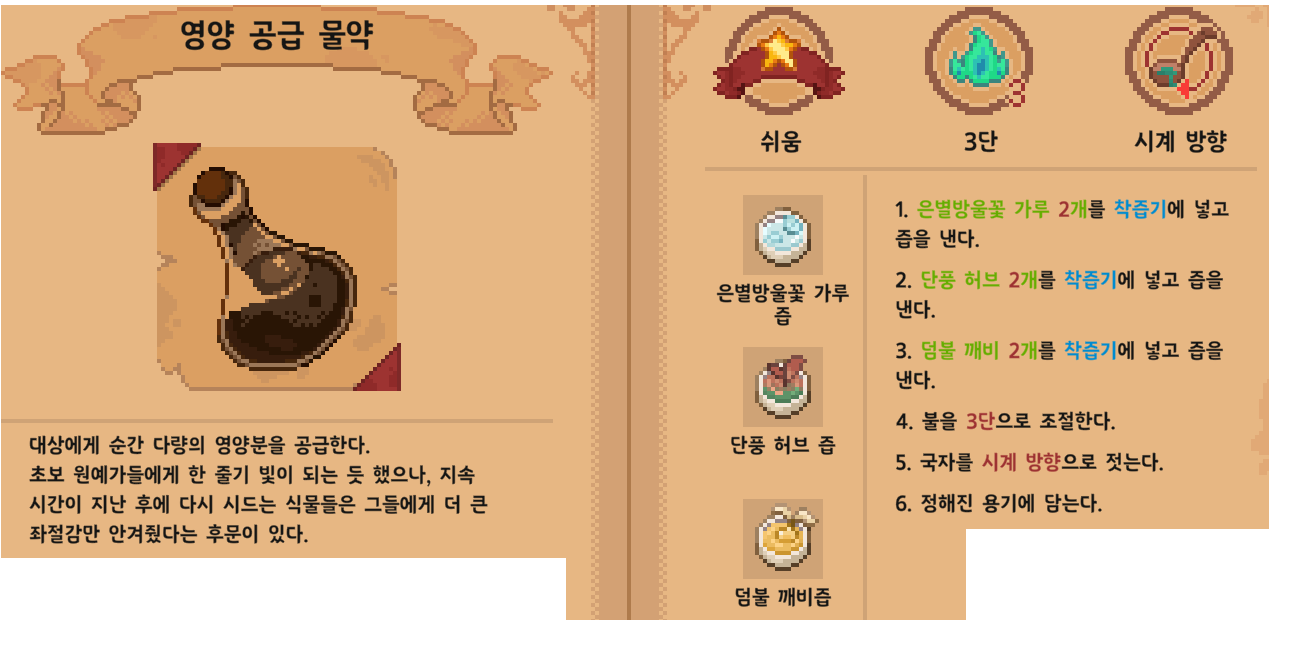 영양 공급 물약
대상에게 순간 다량의 영양분을 공급한다.
초보 원예가들에게 한 줄기 빛이 되는 듯 했으나, 지속
시간이 지난 후에 다시 시드는 식물들은 그들에게 더 큰
좌절감만 안겨줬다는 후문이 있다.
3
쉬움
3단
시계 방향
은별방울꽃 가루
즙
단풍 허브 즙
덤불 깨비즙
1. 은별방울꽃 가루 2개를 착즙기에 넣고
즙을 낸다.
2. 단풍 허브 2개를 착즙기에 넣고 즙을
낸다.
3. 덤불 깨비 2개를 착즙기에 넣고 즙을
낸다.
4. 불을 3단으로 조절한다.
5. 국자를 시계 방향으로 젓는다.
6. 정해진 용기에 담는다.